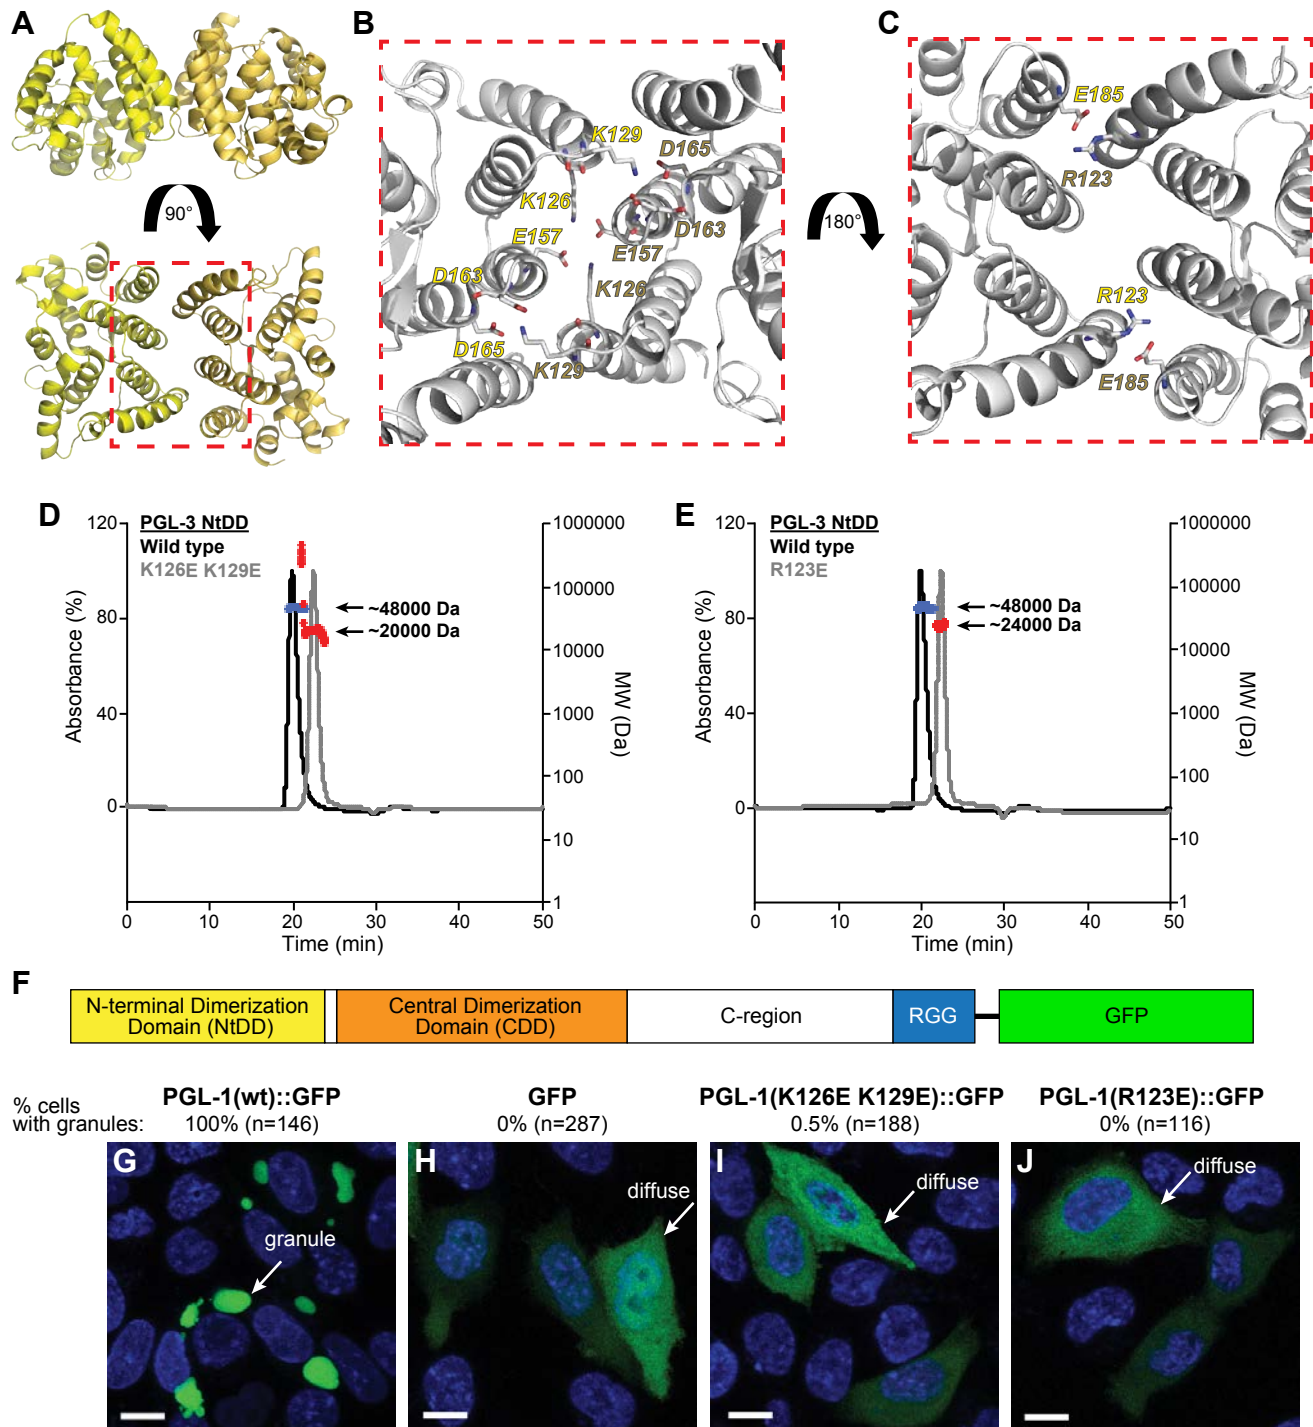 A
B
C
90°
180°
K129
D165
K126
D163
E157
E157
D163
K126
D165
K129
E185
R123
R123
E185
D
PGL-3 NtDD
Wild type
K126E K129E
120
80
40
0
Absorbance (%)
0 10 20 30 40 50
Time (min)
1000000
100000
10000
1000
100
10
1
MW (Da)
~48000 Da
~20000 Da
E
PGL-3 NtDD
Wild type
R123E
120
80
40
0
Absorbance (%)
0 10 20 30 40 50
Time (min)
1000000
100000
10000
1000
100
10
1
MW (Da)
~48000 Da
~24000 Da
F
N-terminal Dimerization
Domain (NtDD)
Central Dimerization
Domain (CDD)
C-region
RGG
GFP
% cells
with granules:
PGL-1(wt)::GFP
100% (n=146)
GFP
0% (n=287)
PGL-1(K126E K129E)::GFP
0.5% (n=188)
PGL-1(R123E)::GFP
0% (n=116)
G
granule
H
diffuse
I
diffuse
J
diffuse